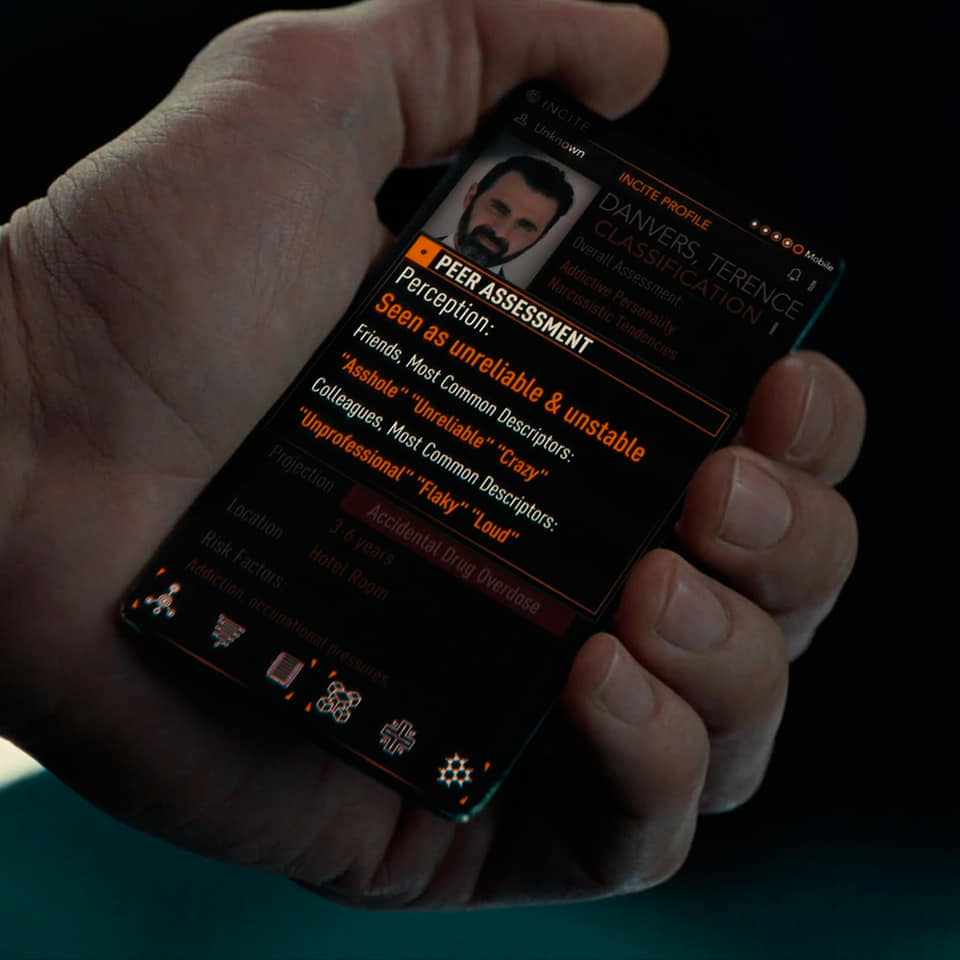 INCITE
Unknown
INCITE PROFILE
Mobile
DANVERS, TERENCE
CLASSIFICATION
Overall Assessment:
Addictive Personality
Narcissistic Tendencies
PEER ASSESSMENT
Perception:
Seen as unreliable & unstable
Friends, Most Common Descriptors:
"Asshole" "Unreliable" "Crazy"
Colleagues, Most Common Descriptors:
"Unprofessional" "Flaky" "Loud"
Projection
Accidental Drug Overdose
3-6 years
Location
Hotel Room
Risk Factors:
Addiction, occupational pressures